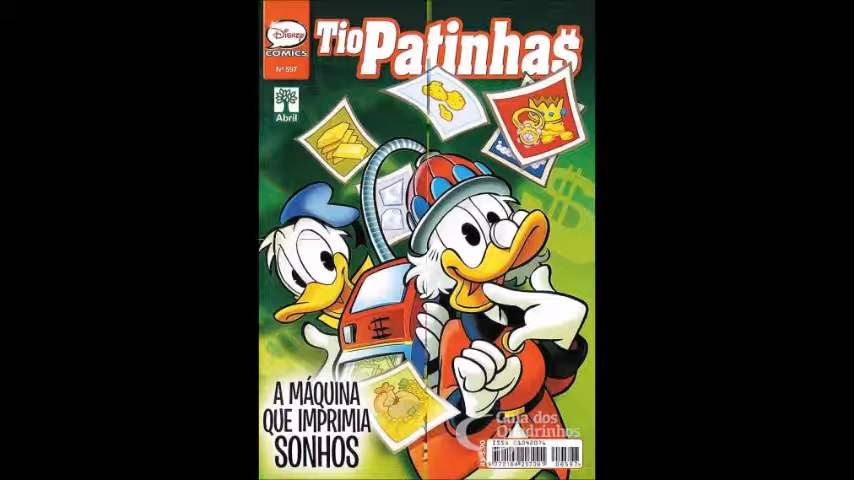 Disney
COMICS
Nº 597
Tio Patinha$
Abril
$
$
A MÁQUINA
QUE IMPRIMIA
SONHOS
Guia dos
Quadrinhos